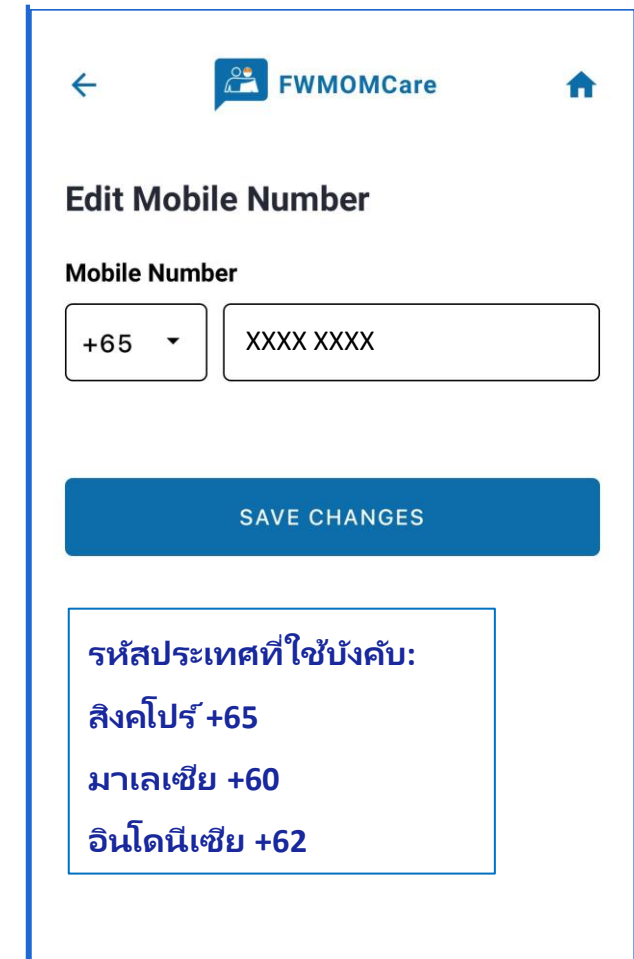 FWMOMCare
Edit Mobile Number
Mobile Number
+65
XXXX XXXX
SAVE CHANGES
รหัสประเทศที่ใช้บังคับ:
สิงคโปร์ +65
มาเลเซีย +60
อินโดนีเซีย +62